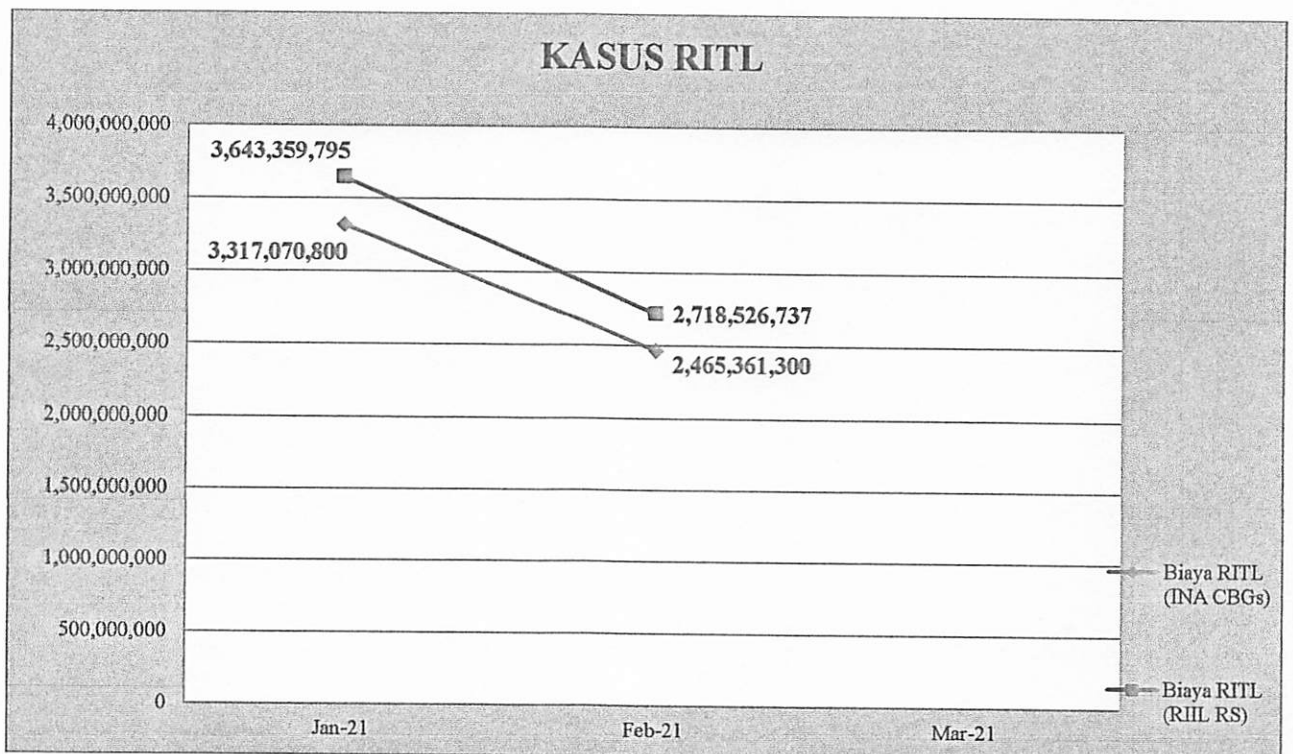 KASUS RITL
4,000,000,000
3,500,000,000
3,000,000,000
2,500,000,000
2,000,000,000
1,500,000,000
1,000,000,000
500,000,000
0
3,643,359,795
3,317,070,800
2,718,526,737
2,465,361,300
Jan-21
Feb-21
Mar-21
Biaya RITL
(INA CBGs)
Biaya RITL
(RIIL RS)